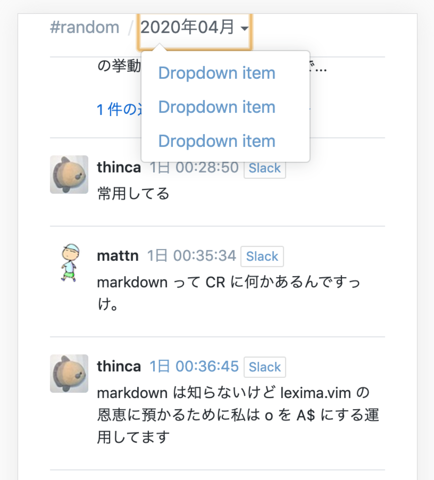 #random / 2020年04月
の挙動
で…
Dropdown item
1 件の
Dropdown item
Dropdown item
thinca 1日 00:28:50 Slack
常用してる
mattn 1日 00:35:34 Slack
markdown って CR に何かあるんですっ
け。
thinca 1日 00:36:45 Slack
markdown は知らないけど lexima.vim の
恩恵に預かるために私は o を A$ にする運
用してます